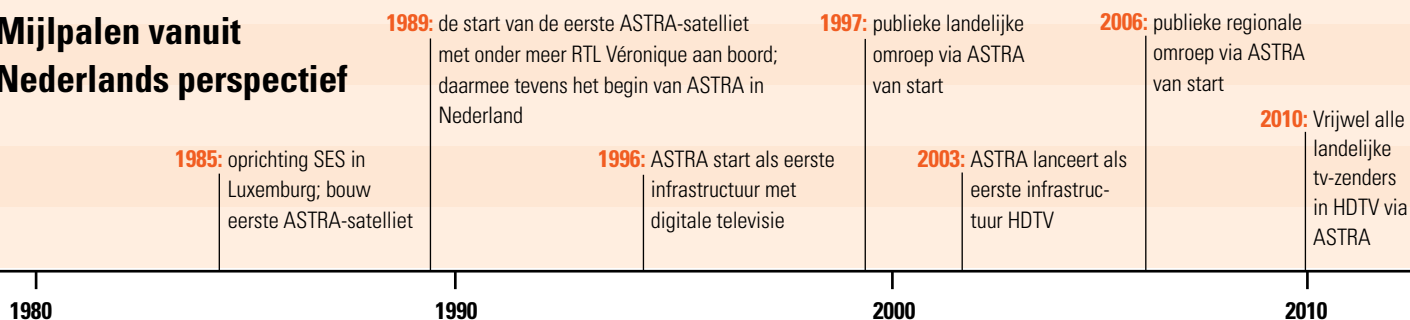 Mijlpalen vanuit
Nederlands perspectief
1985: oprichting SES in
Luxemburg; bouw
eerste ASTRA-satelliet
1989: de start van de eerste ASTRA-satelliet
met onder meer RTL Véronique aan boord;
daarmee tevens het begin van ASTRA in
Nederland
1996: ASTRA start als eerste
infrastructuur met
digitale televisie
1997: publieke landelijke
omroep via ASTRA
van start
2003: ASTRA lanceert als
eerste infrastruc-
tuur HDTV
2006: publieke regionale
omroep via ASTRA
van start
2010: Vrijwel alle
landelijke
tv-zenders
in HDTV via
ASTRA
1980
1990
2000
2010